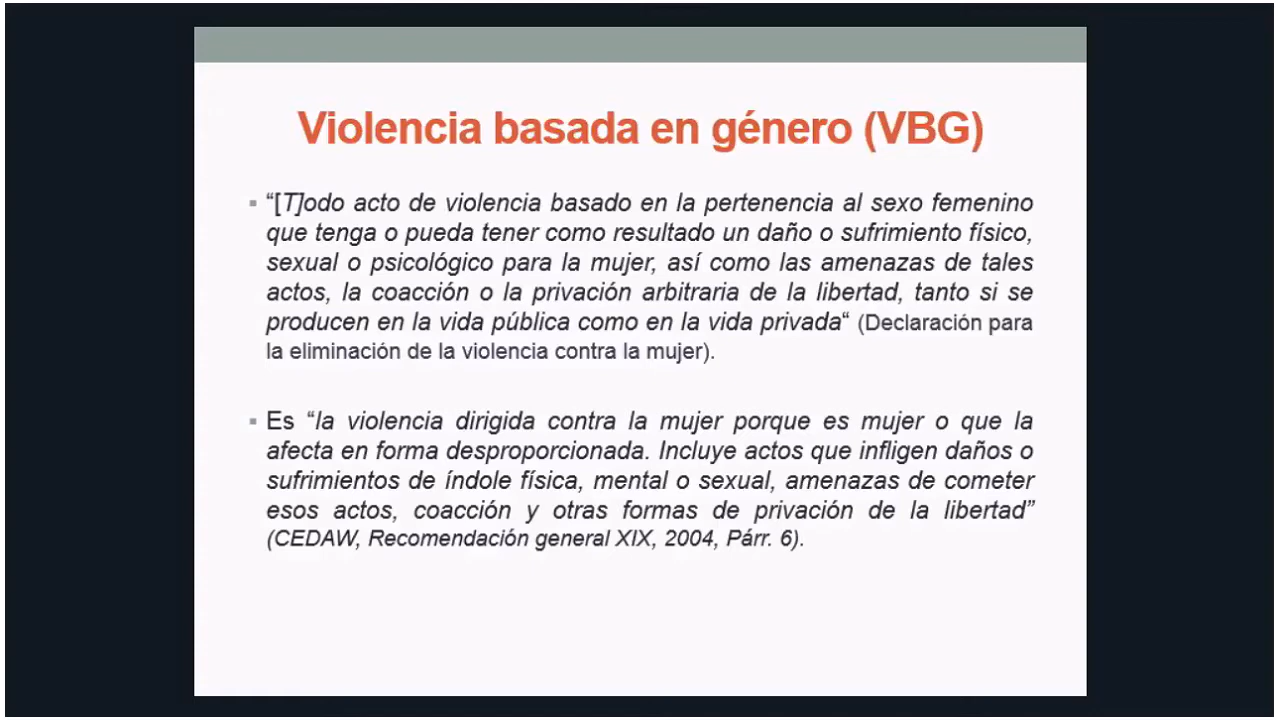 Violencia basada en género (VBG)
▪ “[T]odo acto de violencia basado en la pertenencia al sexo femenino
que tenga o pueda tener como resultado un daño o sufrimiento físico,
sexual o psicológico para la mujer, así como las amenazas de tales
actos, la coacción o la privación arbitraria de la libertad, tanto si se
producen en la vida pública como en la vida privada“ (Declaración para
la eliminación de la violencia contra la mujer).
▪ Es “la violencia dirigida contra la mujer porque es mujer o que la
afecta en forma desproporcionada. Incluye actos que infligen daños o
sufrimientos de índole física, mental o sexual, amenazas de cometer
esos actos, coacción y otras formas de privación de la libertad”
(CEDAW, Recomendación general XIX, 2004, Párr. 6).